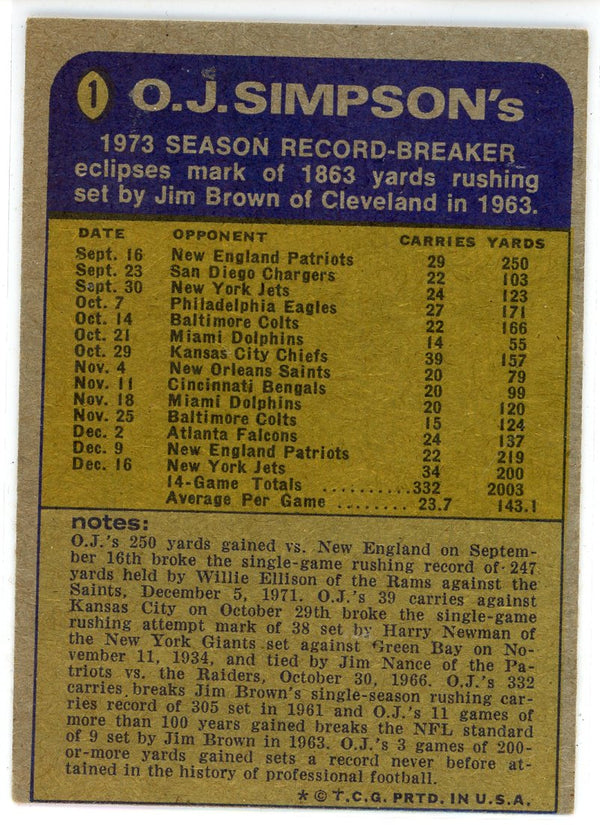 1 O.J.SIMPSON's
1973 SEASON RECORD-BREAKER
eclipses mark of 1863 yards rushing
set by Jim Brown of Cleveland in 1963.
DATE OPPONENT CARRIES YARDS
Sept. 16 New England Patriots 29 250
Sept. 23 San Diego Chargers 22 103
Sept. 30 New York Jets 24 123
Oct. 7 Philadelphia Eagles 27 171
Oct. 14 Baltimore Colts 22 166
Oct. 21 Miami Dolphins 14 55
Oct. 29 Kansas City Chiefs 39 157
Nov. 4 New Orleans Saints 20 79
Nov. 11 Cincinnati Bengals 20 99
Nov. 18 Miami Dolphins 20 120
Nov. 25 Baltimore Colts 15 124
Dec. 2 Atlanta Falcons 24 137
Dec. 9 New England Patriots 22 219
Dec. 16 New York Jets 34 200
14-Game Totals ..........332 2003
Average Per Game ........ 23.7 143.1
notes:
O.J.'s 250 yards gained vs. New England on Septem-
ber 16th broke the single-game rushing record of 247
yards held by Willie Ellison of the Rams against the
Saints, December 5, 1971. O.J.'s 39 carries against
Kansas City on October 29th broke the single-game
rushing attempt mark of 38 set by Harry Newman of
the New York Giants set against Green Bay on No-
vember 11, 1934, and tied by Jim Nance of the Pa-
triots vs. the Raiders, October 30, 1966. O.J.'s 332
carries breaks Jim Brown's single-season rushing car-
ries record of 305 set in 1961 and O.J.'s 11 games of
more than 100 years gained breaks the NFL standard
of 9 set by Jim Brown in 1963. O.J.'s 3 games of 200-
or-more yards gained sets a record never before at-
tained in the history of professional football.
* © T.C.G. PRTD. IN U.S.A.